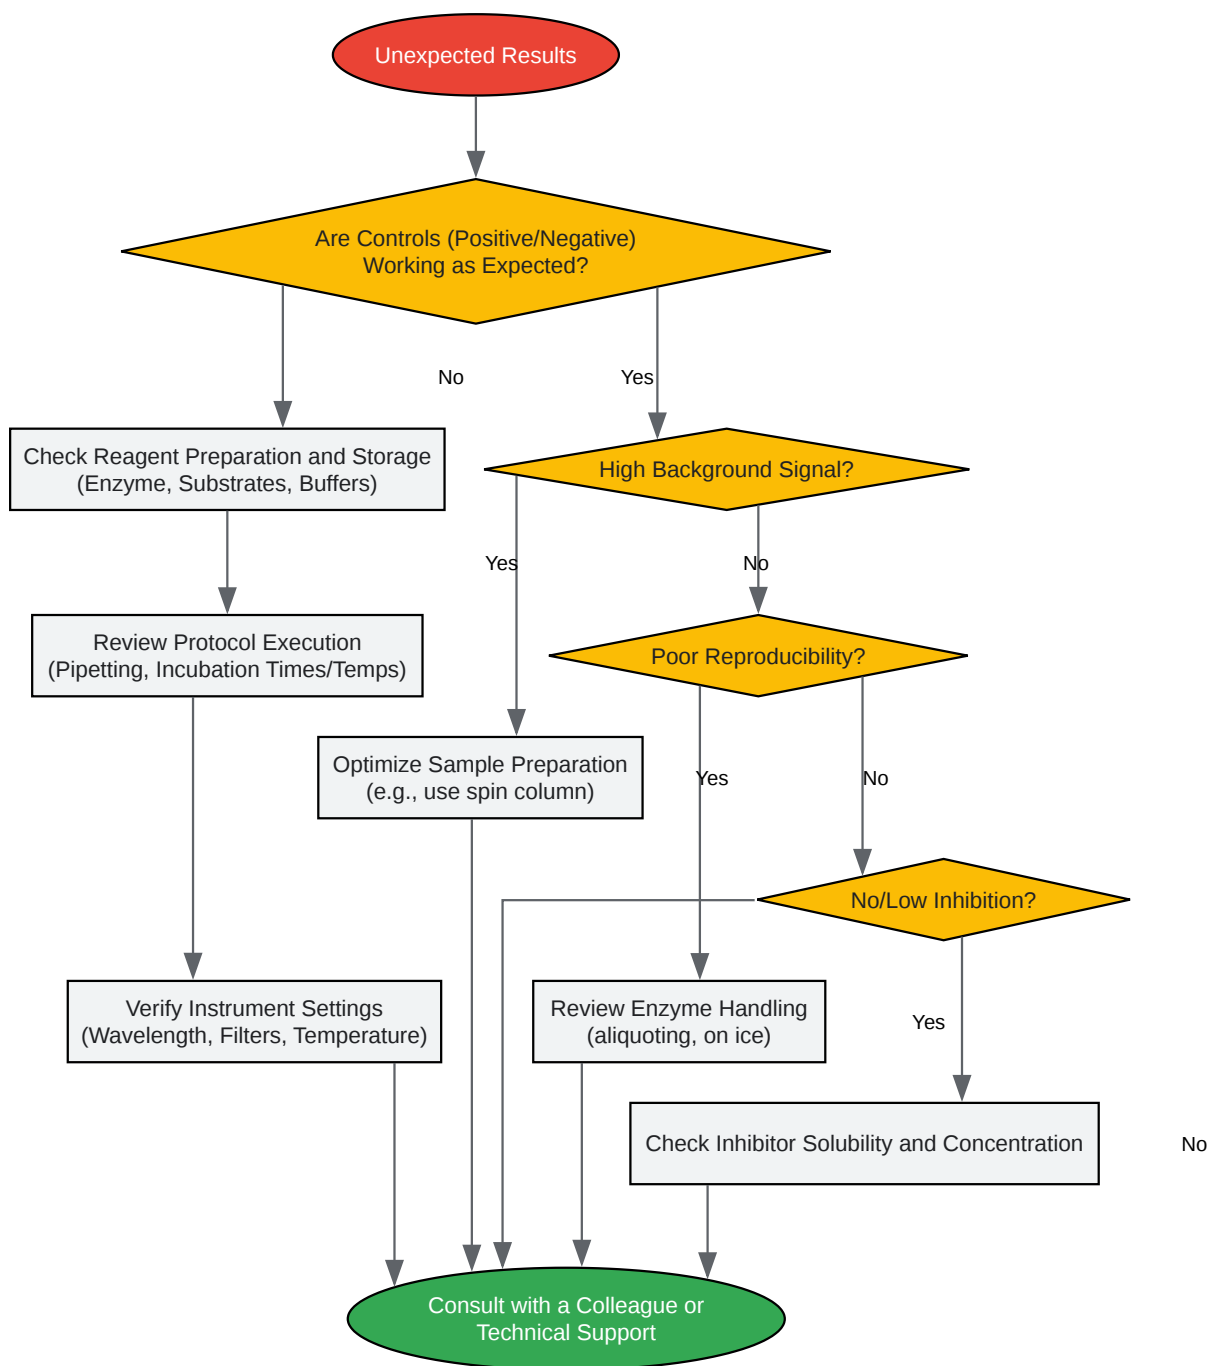 Unexpected Results
Are Controls (Positive/Negative)
Working as Expected?
No
Yes
Check Reagent Preparation and Storage
(Enzyme, Substrates, Buffers)
High Background Signal?
Yes
No
Review Protocol Execution
(Pipetting, Incubation Times/Temps)
Poor Reproducibility?
Optimize Sample Preparation
(e.g., use spin column)
Yes
No
No/Low Inhibition?
Verify Instrument Settings
(Wavelength, Filters, Temperature)
Review Enzyme Handling
(aliquoting, on ice)
Yes
Check Inhibitor Solubility and Concentration
No
Consult with a Colleague or
Technical Support